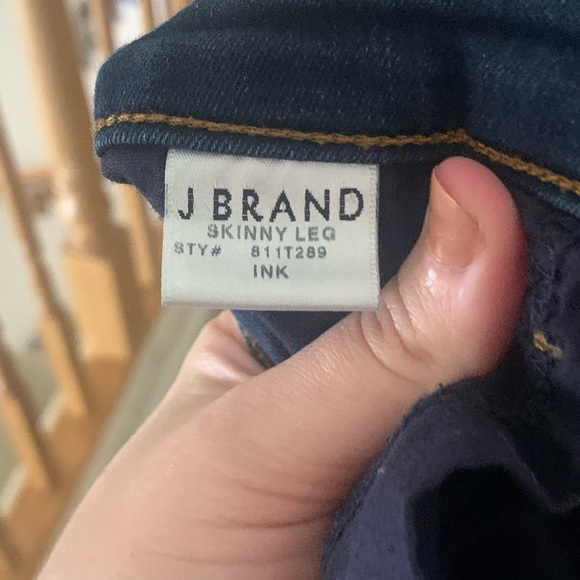 J BRAND
SKINNY LEG
STY# 811T289
INK